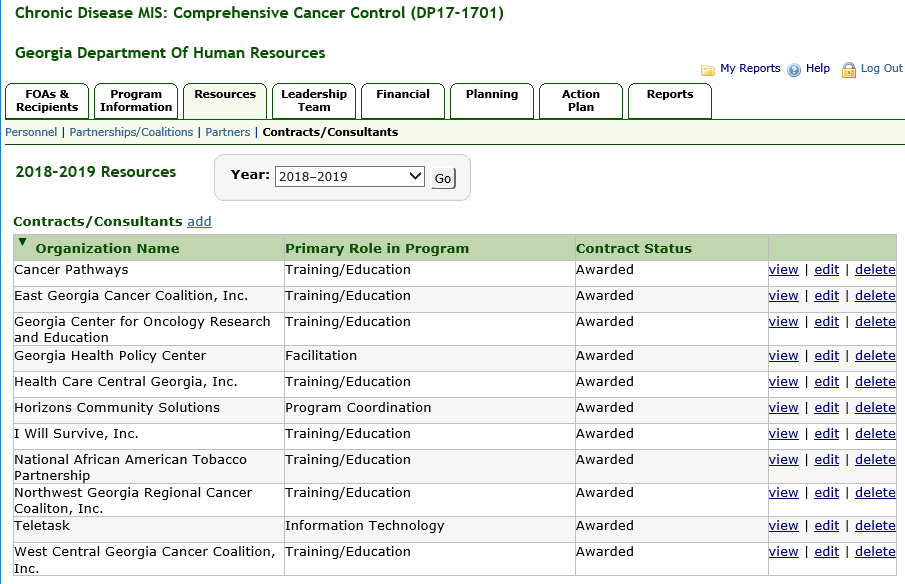 Chronic Disease MIS: Comprehensive Cancer Control (DP17-1701)
Georgia Department Of Human Resources
My Reports Help Log Out
FOAs & Recipients
Program Information
Resources
Leadership Team
Financial
Planning
Action Plan
Reports
Personnel | Partnerships/Coalitions | Partners | Contracts/Consultants
2018-2019 Resources
Year: 2018-2019 Go
Contracts/Consultants add
Organization Name Primary Role in Program Contract Status
Cancer Pathways Training/Education Awarded view | edit | delete
East Georgia Cancer Coalition, Inc. Training/Education Awarded view | edit | delete
Georgia Center for Oncology Research Training/Education Awarded view | edit | delete
and Education
Georgia Health Policy Center Facilitation Awarded view | edit | delete
Health Care Central Georgia, Inc. Training/Education Awarded view | edit | delete
Horizons Community Solutions Program Coordination Awarded view | edit | delete
I Will Survive, Inc. Training/Education Awarded view | edit | delete
National African American Tobacco Training/Education Awarded view | edit | delete
Partnership
Northwest Georgia Regional Cancer Training/Education Awarded view | edit | delete
Coaliton, Inc.
Teletask Information Technology Awarded view | edit | delete
West Central Georgia Cancer Coalition, Training/Education Awarded view | edit | delete
Inc.